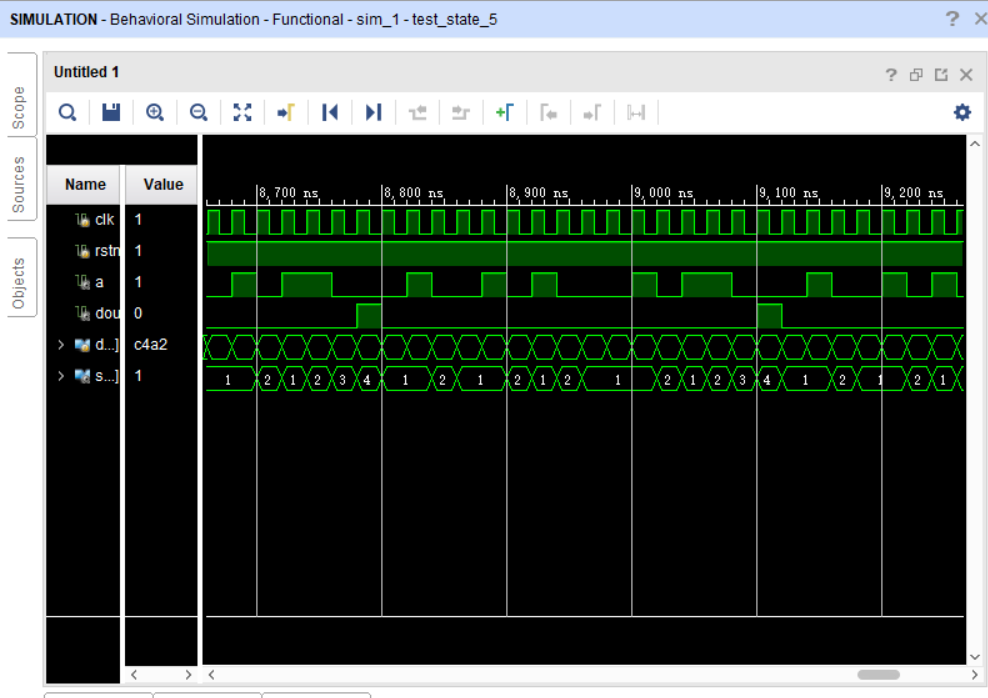 SIMULATION - Behavioral Simulation - Functional - sim_1 - test_state_5
Scope
Sources
Objects
Untitled 1
Name Value
8,700 ns 8,800 ns 8,900 ns 9,000 ns 9,100 ns 9,200 ns
clk 1
rstn 1
a 1
dou 0
d...] c4a2
s...] 1 1 2 1 2 3 4 1 2 1 2 1 2 1 2 1 2 3 4 1 2 1 2 1